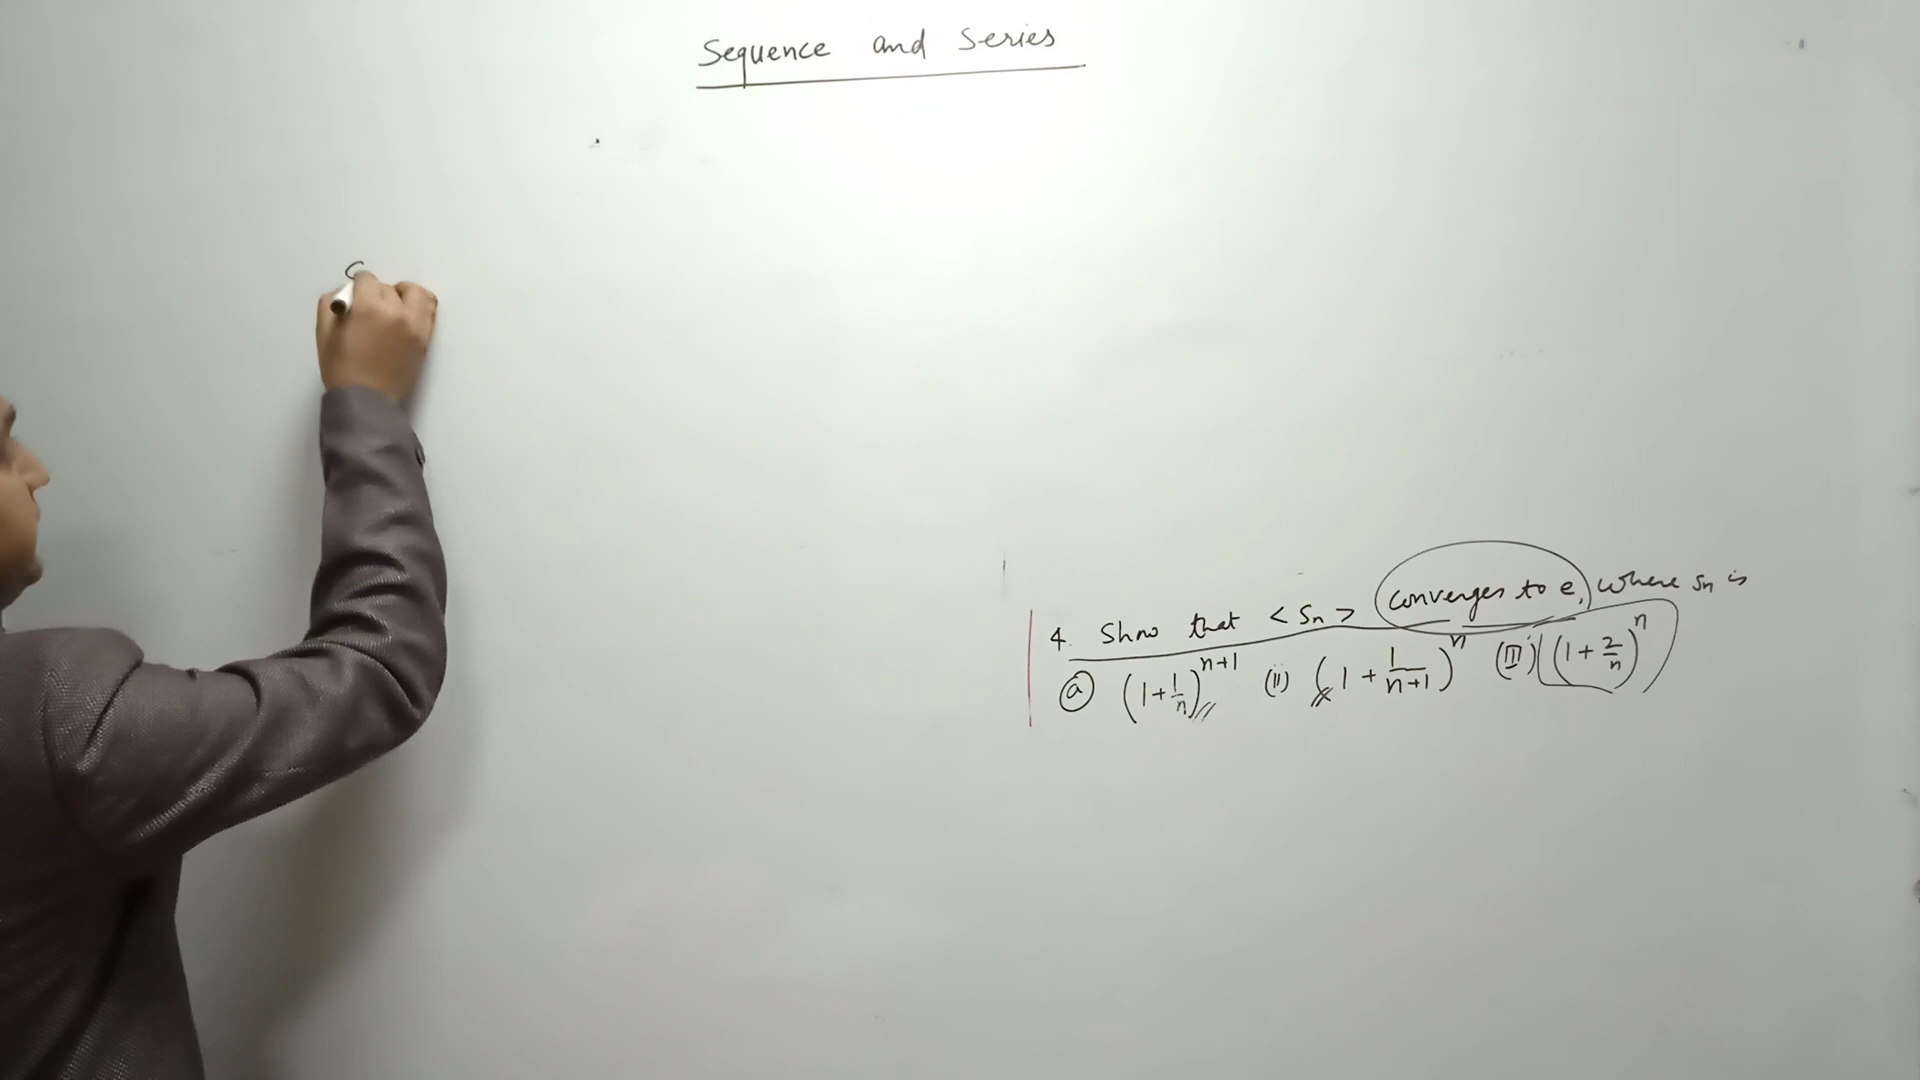 Sequence and Series
4. Show that < Sn > converges to e, where Sn is
(a) (1+1/n)^n+1 (ii) (1 + 1/n+1)^n (III) (1 + 2/n)^n